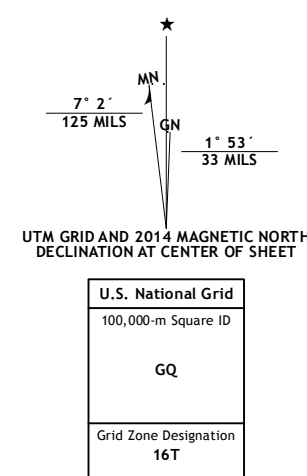 ★
MN
7° 2´
125 MILS
GN
1° 53´
33 MILS
UTM GRID AND 2014 MAGNETIC NORTH
DECLINATION AT CENTER OF SHEET
U.S. National Grid
100,000-m Square ID
GQ
Grid Zone Designation
16T